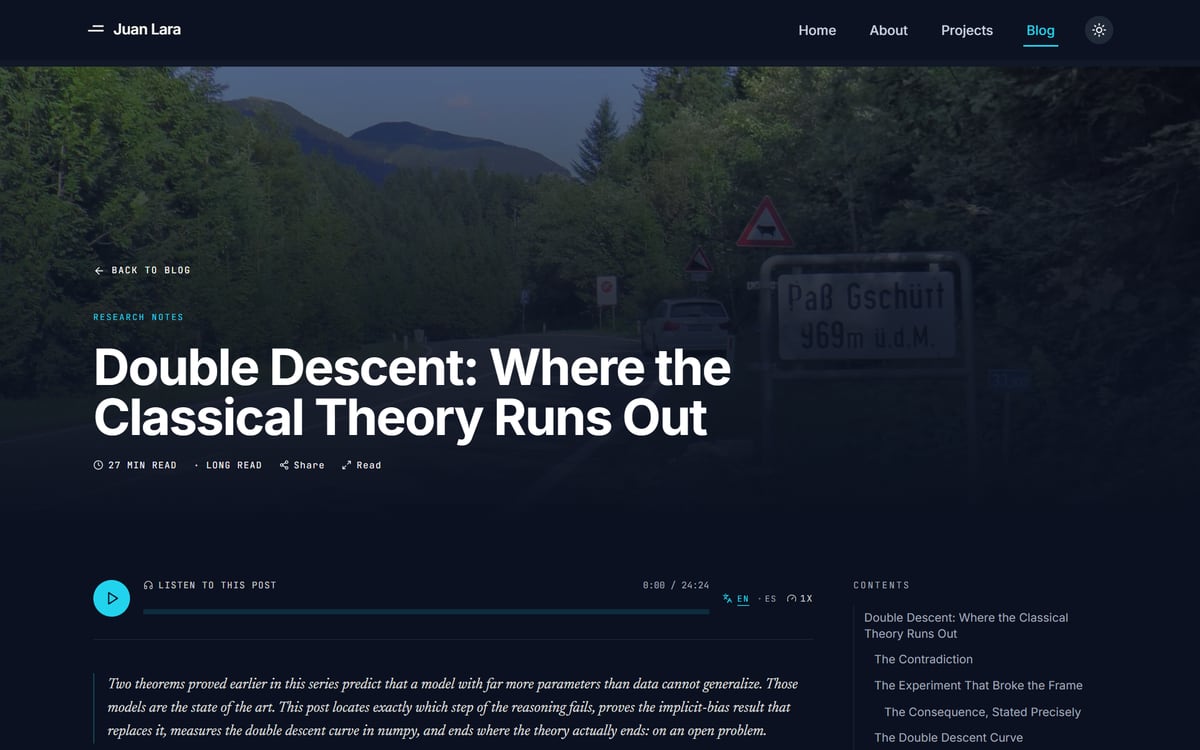 Juan Lara
Home
About
Projects
Blog
Paß Gschütt
969m ü.d.M.
BACK TO BLOG
RESEARCH NOTES
Double Descent: Where the
Classical Theory Runs Out
27 MIN READ · LONG READ Share Read
LISTEN TO THIS POST
0:00 / 24:24
EN · ES 1X
Two theorems proved earlier in this series predict that a model with far more parameters than data cannot generalize. Those
models are the state of the art. This post locates exactly which step of the reasoning fails, proves the implicit-bias result that
replaces it, measures the double descent curve in numpy, and ends where the theory actually ends: on an open problem.
CONTENTS
Double Descent: Where the Classical
Theory Runs Out
The Contradiction
The Experiment That Broke the Frame
The Consequence, Stated Precisely
The Double Descent Curve